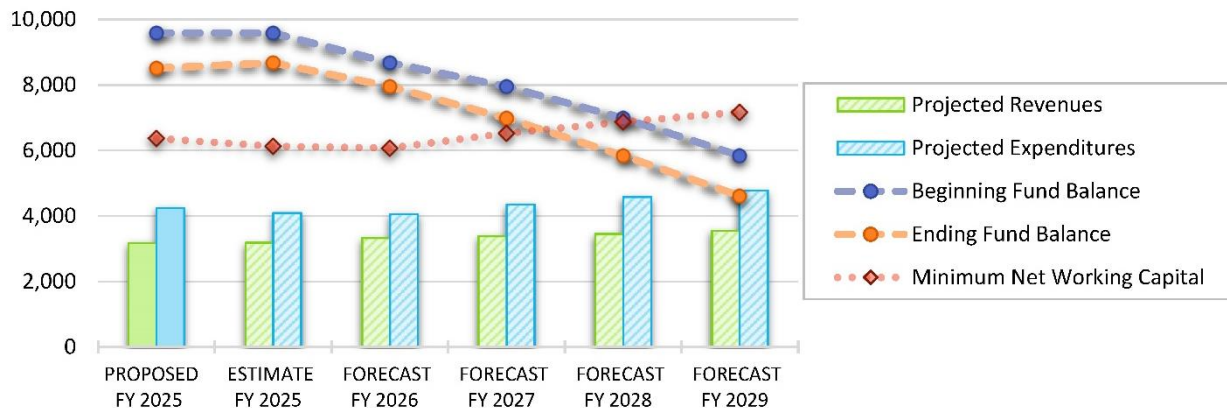 10,000
8,000
6,000
4,000
2,000
0
PROPOSED FY 2025
ESTIMATE FY 2025
FORECAST FY 2026
FORECAST FY 2027
FORECAST FY 2028
FORECAST FY 2029
Projected Revenues
Projected Expenditures
Beginning Fund Balance
Ending Fund Balance
Minimum Net Working Capital